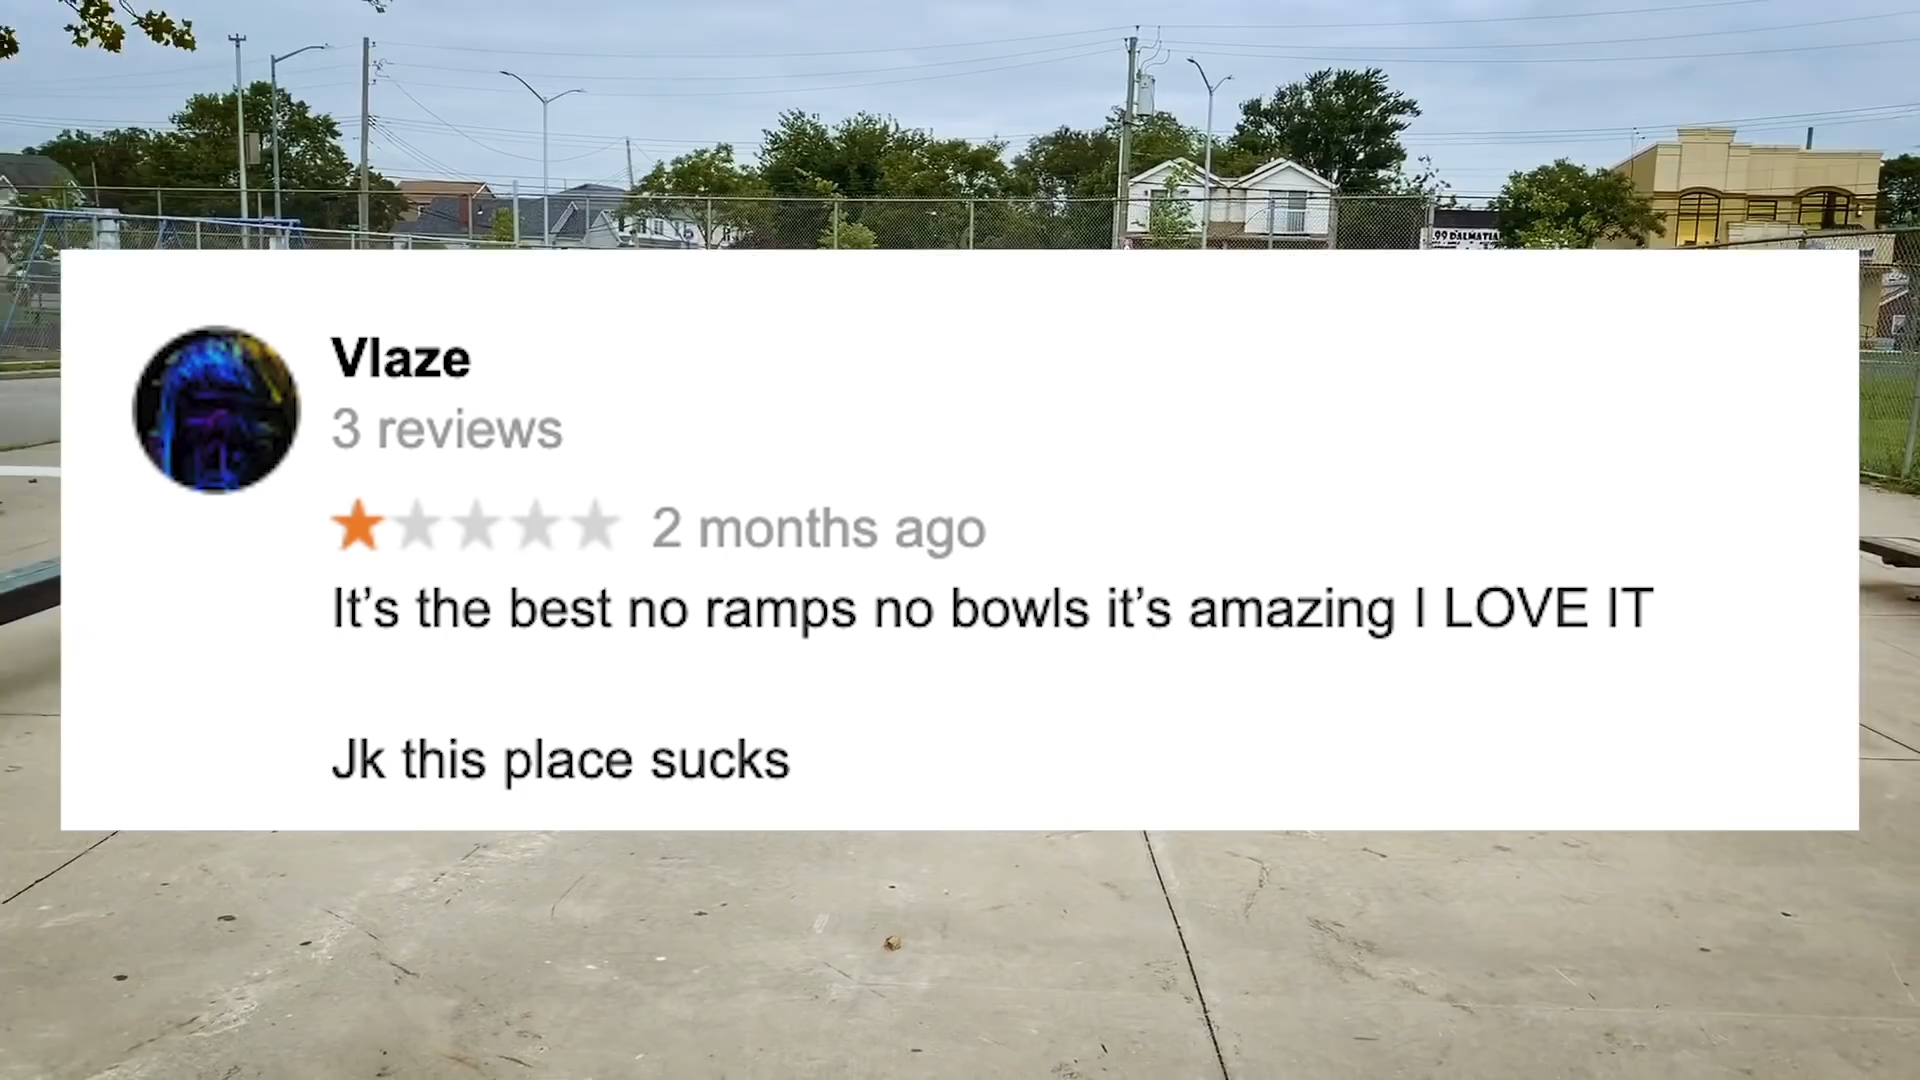 99 DALMATIA
Vlaze
3 reviews
2 months ago
It’s the best no ramps no bowls it’s amazing I LOVE IT
Jk this place sucks